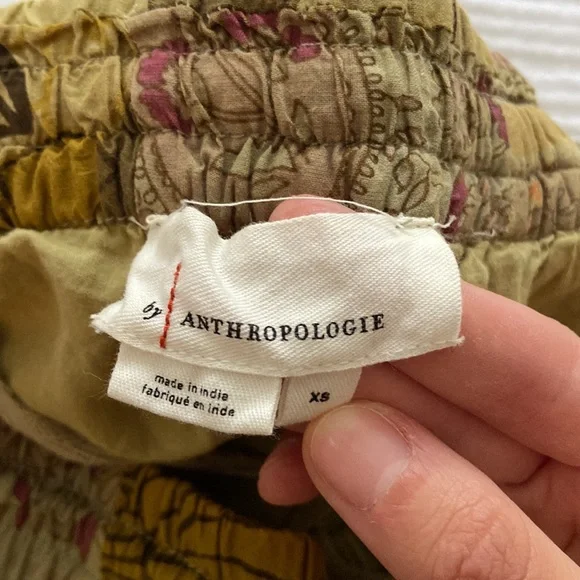 by ANTHROPOLOGIE
made in india
fabriqué en inde
XS